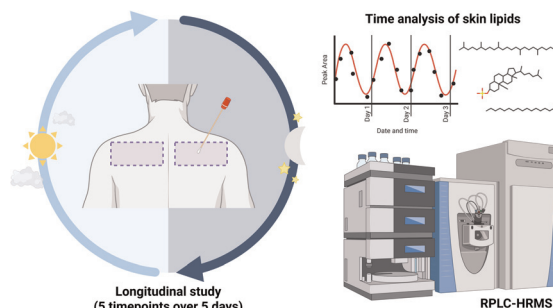 Time analysis of skin lipids
Peak Area
Day 1
Day 2
Day 3
Date and time
Longitudinal study
(5 timepoints over 5 days)
RPLC-HRMS